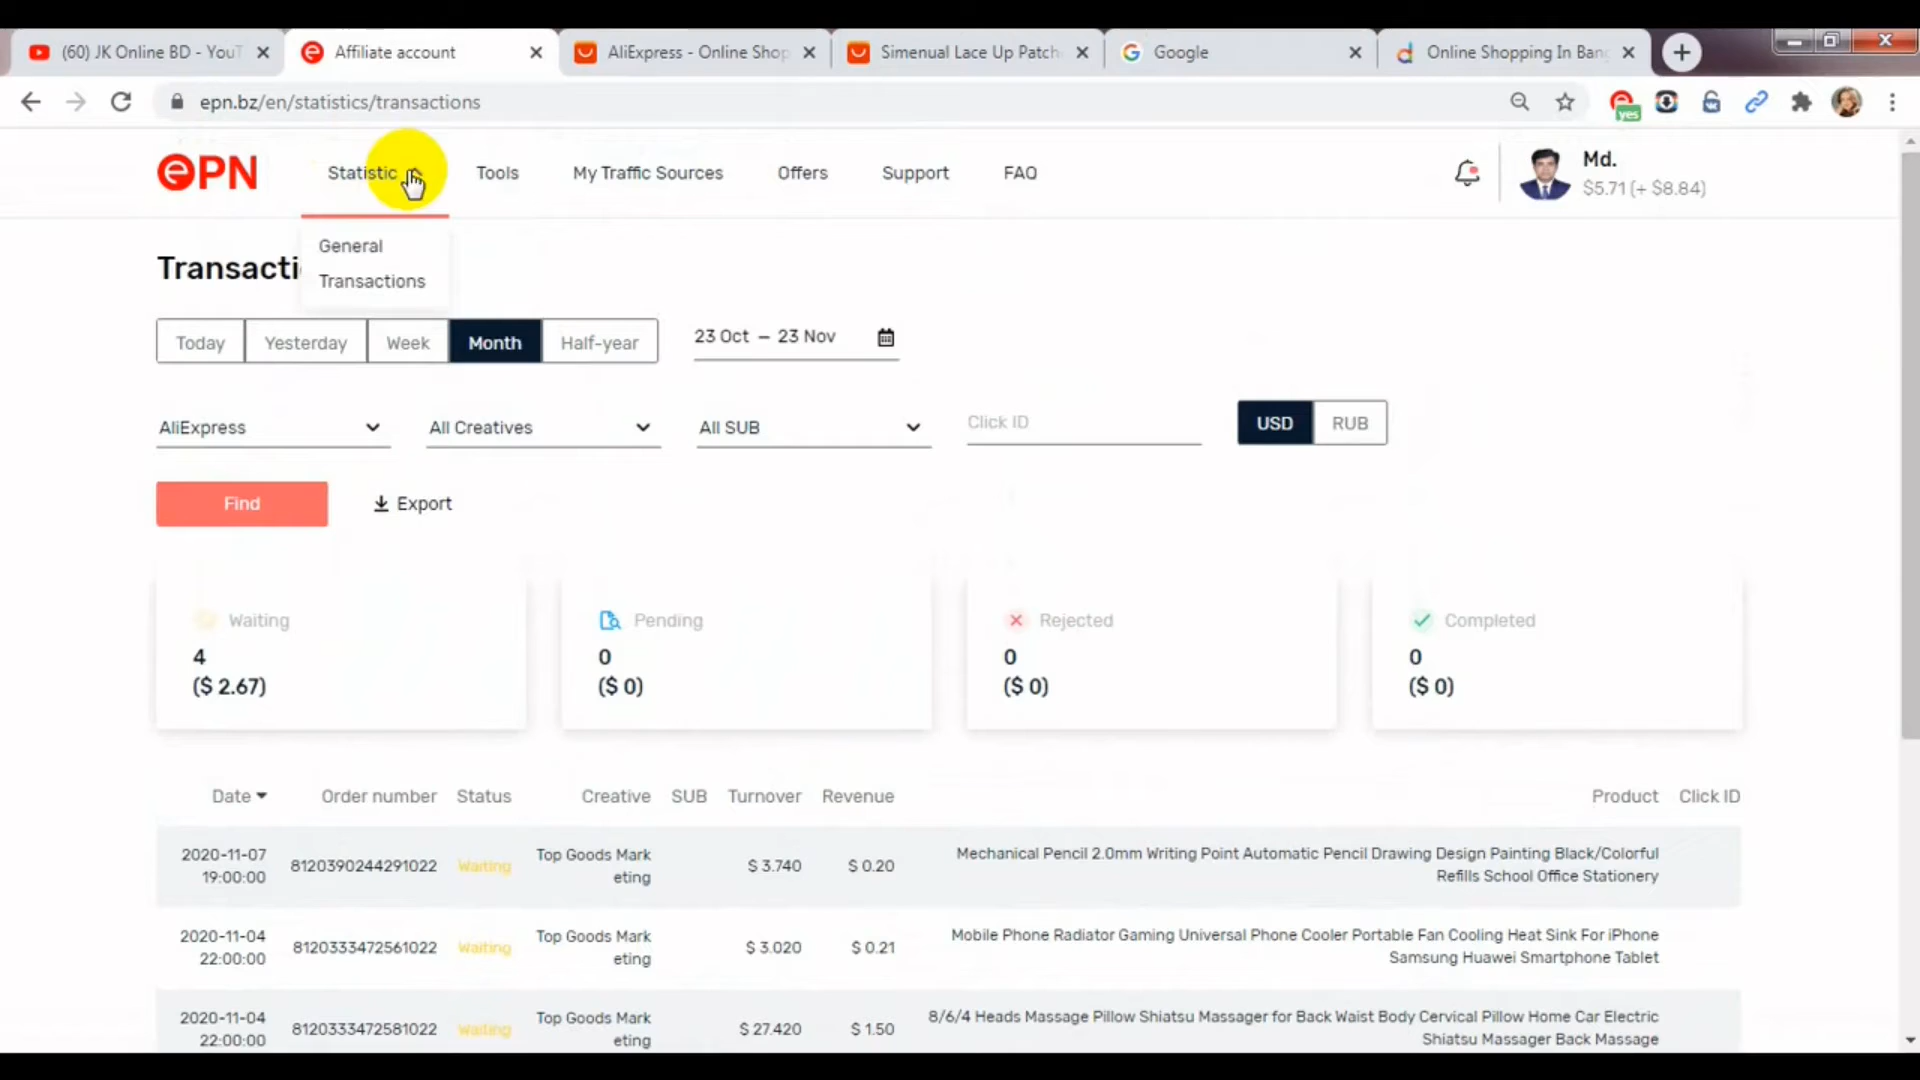 (60) JK Online BD - YouT
Affiliate account
AliExpress - Online Shop
Simenual Lace Up Patch
Google
Online Shopping In Bang
epn.bz/en/statistics/transactions
yes
ePN
Statistic
Tools
My Traffic Sources
Offers
Support
FAQ
Md.
$5.71 (+ $8.84)
General
Transactions
Transacti
Today
Yesterday
Week
Month
Half-year
23 Oct – 23 Nov
AliExpress
All Creatives
All SUB
Click ID
USD
RUB
Find
Export
Waiting
4
($ 2.67)
Pending
0
($ 0)
Rejected
0
($ 0)
Completed
0
($ 0)
Date
Order number
Status
Creative
SUB
Turnover
Revenue
Product
Click ID
2020-11-07
19:00:00
8120390244291022
Waiting
Top Goods Mark
eting
$ 3.740
$ 0.20
Mechanical Pencil 2.0mm Writing Point Automatic Pencil Drawing Design Painting Black/Colorful
Refills School Office Stationery
2020-11-04
22:00:00
8120333472561022
Waiting
Top Goods Mark
eting
$ 3.020
$ 0.21
Mobile Phone Radiator Gaming Universal Phone Cooler Portable Fan Cooling Heat Sink For iPhone
Samsung Huawei Smartphone Tablet
2020-11-04
22:00:00
8120333472581022
Waiting
Top Goods Mark
eting
$ 27.420
$ 1.50
8/6/4 Heads Massage Pillow Shiatsu Massager for Back Waist Body Cervical Pillow Home Car Electric
Shiatsu Massager Back Massage